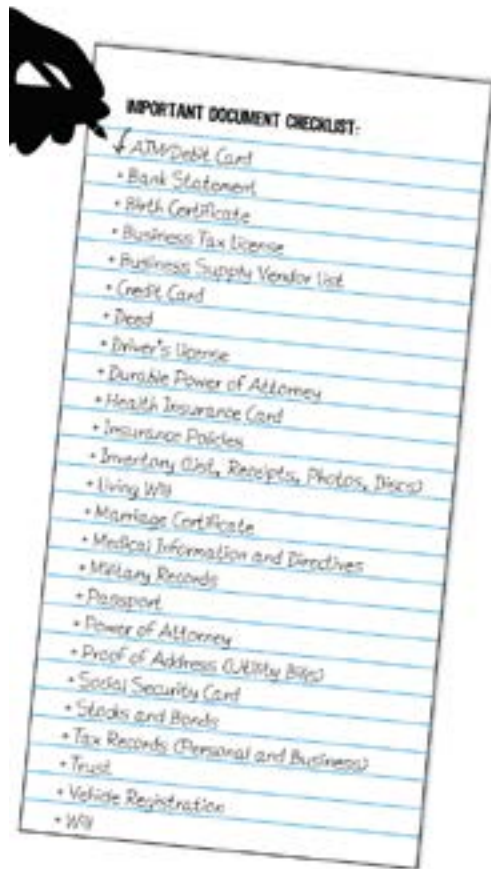 IMPORTANT DOCUMENT CHECKLIST:
ATM/Debit Card
• Bank Statement
• Birth Certificate
• Business Tax License
• Business Supply Vendor List
• Credit Card
• Deed
• Driver's License
• Durable Power of Attorney
• Health Insurance Card
• Insurance Policies
• Inventory (List, Receipts, Photos, Discs)
• Living Will
• Marriage Certificate
• Medical Information and Directives
• Military Records
• Passport
• Power of Attorney
• Proof of Address (Utility Bills)
• Social Security Card
• Stocks and Bonds
• Tax Records (Personal and Business)
• Trust
• Vehicle Registration
• Will